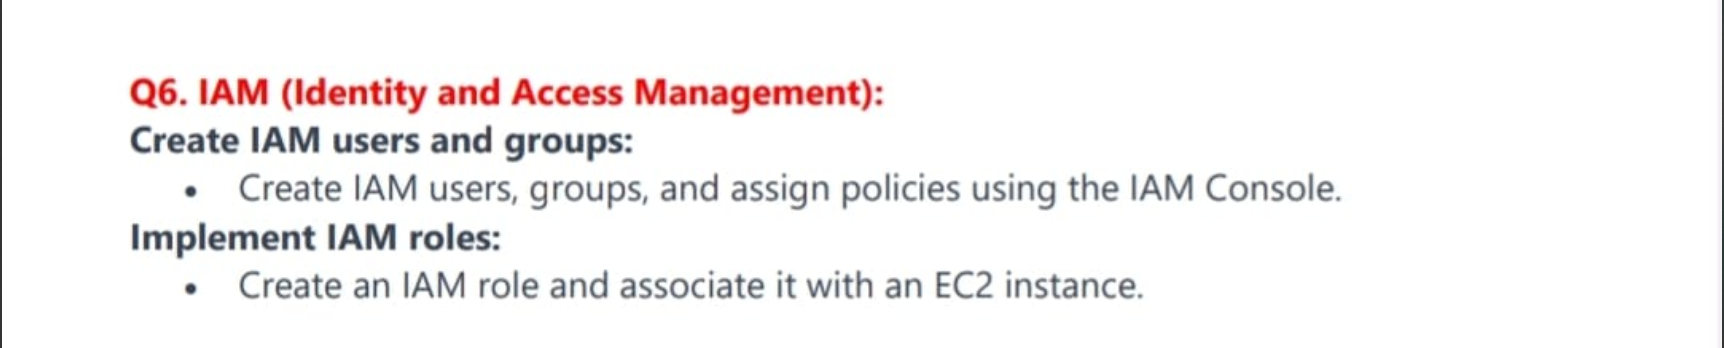 Q6. IAM (Identity and Access Management):
Create IAM users and groups:
• Create IAM users, groups, and assign policies using the IAM Console.
Implement IAM roles:
• Create an IAM role and associate it with an EC2 instance.